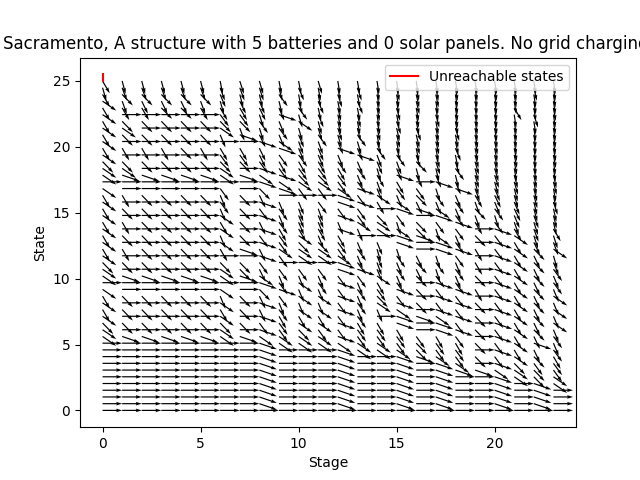 Sacramento, A structure with 5 batteries and 0 solar panels. No grid chargin
Unreachable states
25
20
15
10
5
0
State
0 5 10 15 20
Stage